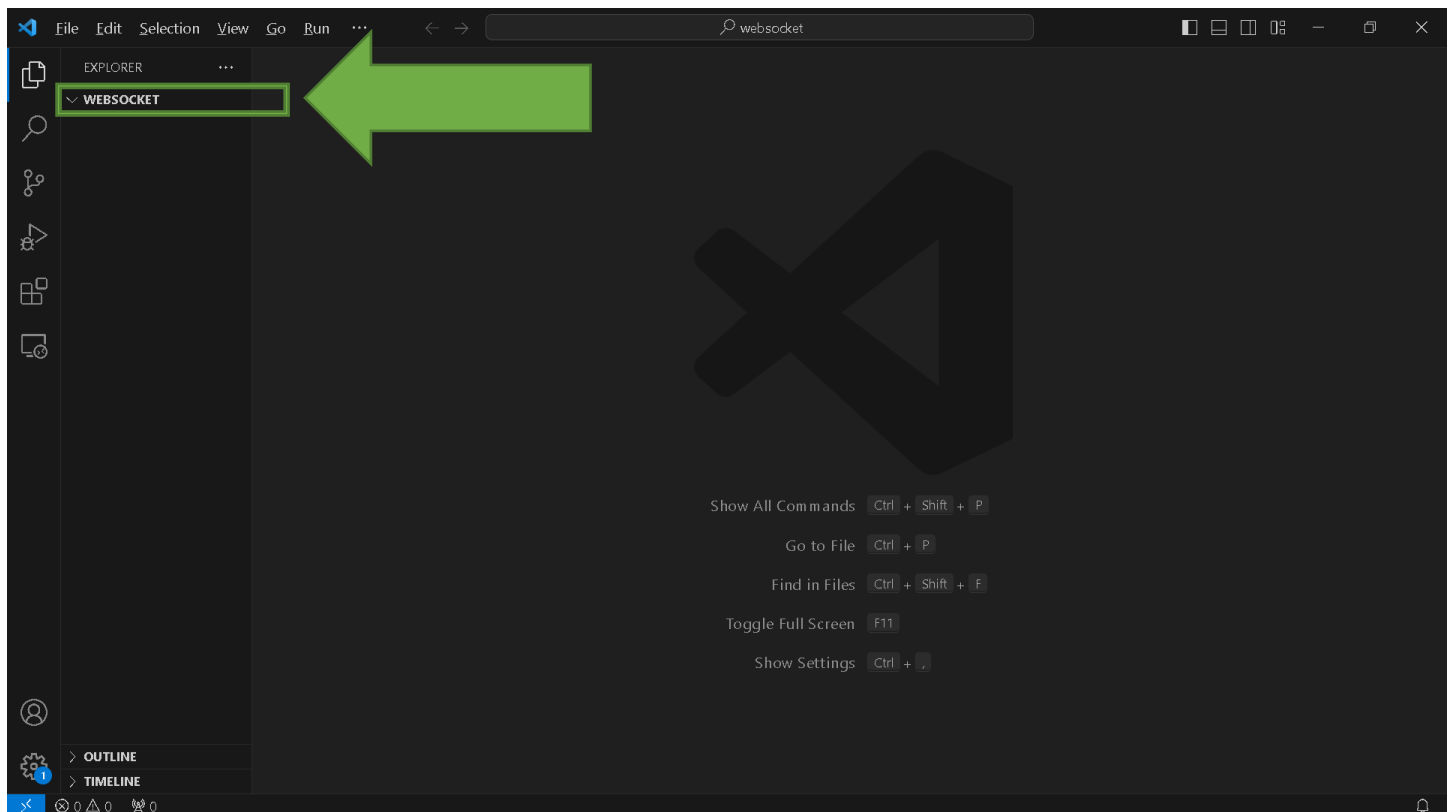 File Edit Selection View Go Run ··· websocket
EXPLORER ···
WEBSOCKET
Show All Commands Ctrl + Shift + P
Go to File Ctrl + P
Find in Files Ctrl + Shift + F
Toggle Full Screen F11
Show Settings Ctrl + ,
OUTLINE
1
TIMELINE
0 0 0